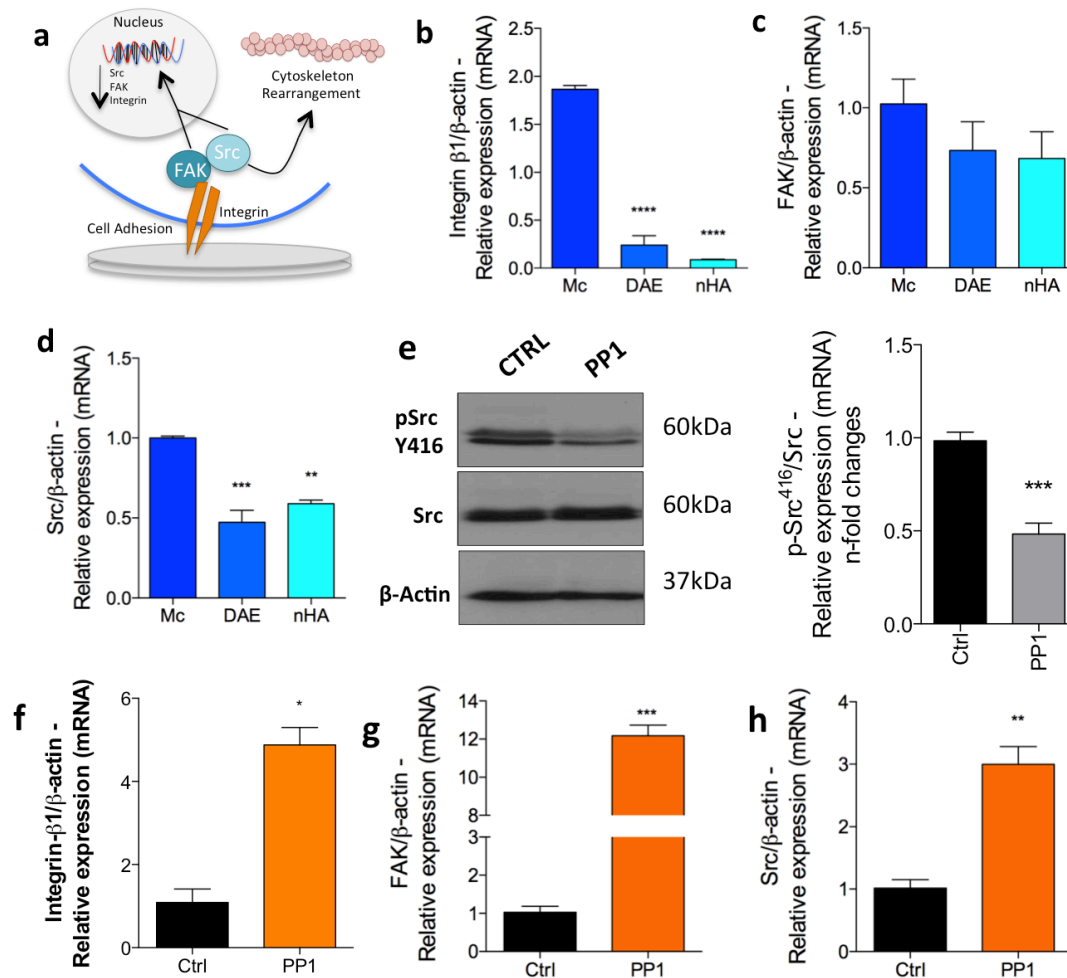 a
Nucleus
Src
FAK
Integrin
Cytoskeleton
Rearrangement
FAK
Src
Integrin
Cell Adhesion
b
Integrin β1/β-actin -
Relative expression (mRNA)
2.0
1.5
1.0
0.5
0.0
****
****
Mc
DAE
nHA
c
FAK/β-actin -
Relative expression (mRNA)
1.5
1.0
0.5
0.0
Mc
DAE
nHA
d
Src/β-actin -
Relative expression (mRNA)
1.5
1.0
0.5
0.0
***
**
Mc
DAE
nHA
e
CTRL
PP1
pSrc
Y416
60kDa
Src
60kDa
β-Actin
37kDa
p-Src416/Src -
Relative expression (mRNA)
n-fold changes
1.5
1.0
0.5
0.0
***
Ctrl
PP1
f
Integrin-β1/β-actin -
Relative expression (mRNA)
6
4
2
0
*
Ctrl
PP1
g
FAK/β-actin -
Relative expression (mRNA)
14
12
10
8
6
4
3
2
1
0
***
Ctrl
PP1
h
Src/β-actin -
Relative expression (mRNA)
4
3
2
1
0
**
Ctrl
PP1